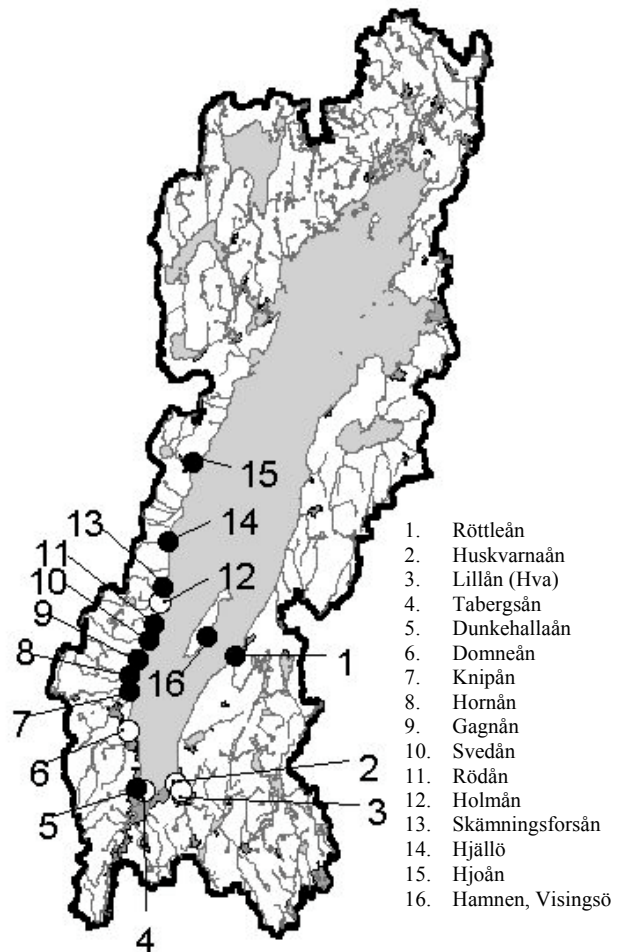 15
13
14
11
10
12
9
8
16
1
7
6
2
5
3
4
1. Röttleån
2. Huskvarnaån
3. Lillån (Hva)
4. Tabergsån
5. Dunkehallaån
6. Domneån
7. Knipån
8. Hornån
9. Gagnån
10. Svedån
11. Rödån
12. Holmån
13. Skämningsforsån
14. Hjällö
15. Hjoån
16. Hamnen, Visingsö